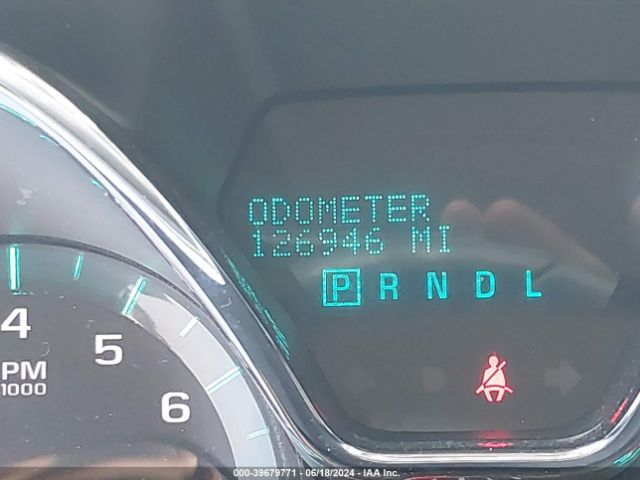 ODOMETER
126946 MI
P R N D L
4
5
6
PM
1000
000-39679771 - 06/18/2024 - IAA Inc.